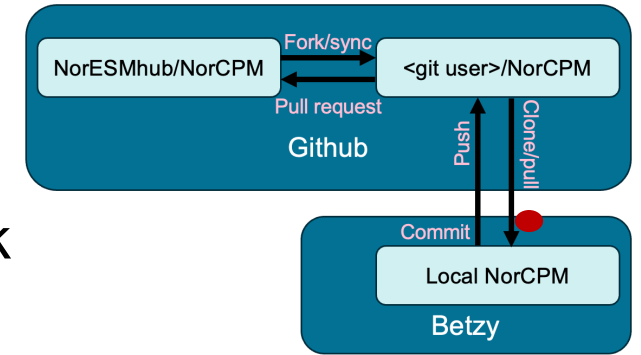 Fork/sync
NorESMhub/NorCPM
<git user>/NorCPM
Pull request
Github
Push
Clone/pull
k
Commit
Local NorCPM
Betzy